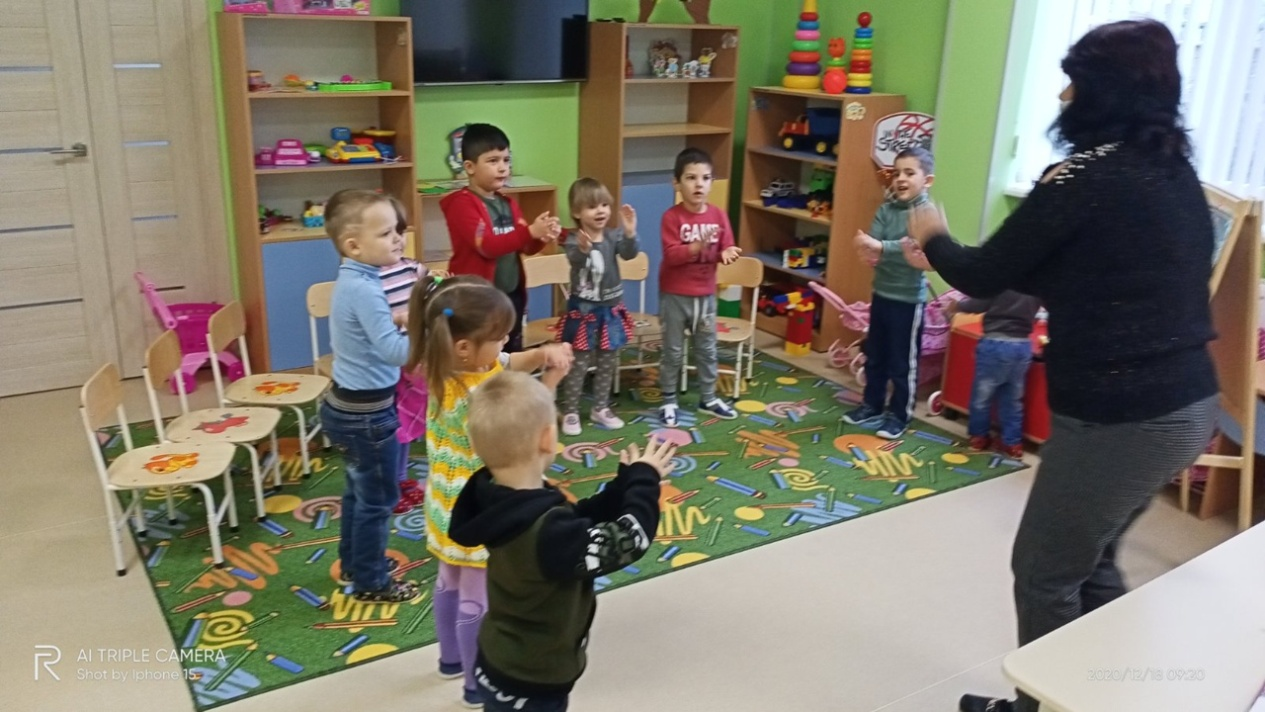 GAME
AI TRIPLE CAMERA
Shot by Iphone 15
2020/12/18 09:20